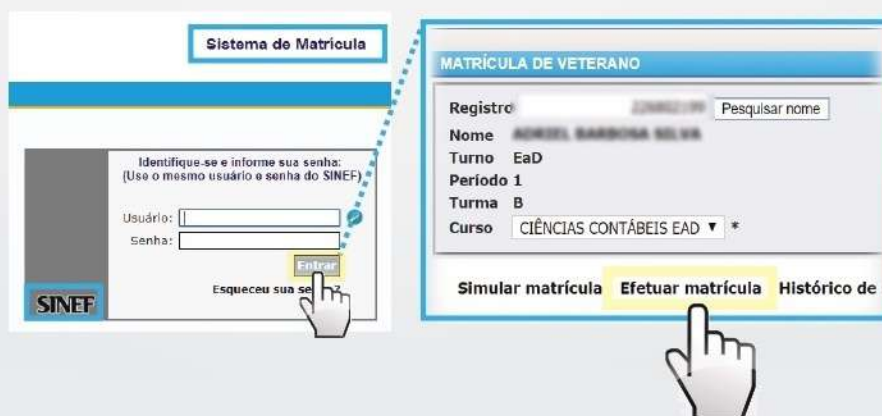 Sistema de Matrícula
Identifique-se e informe sua senha:
(Use o mesmo usuário e senha do SINEF)
Usuário:
Senha:
Entrar
Esqueceu sua
SINEF
MATRÍCULA DE VETERANO
Registro Pesquisar nome
Nome
Turno EaD
Período 1
Turma B
Curso CIÊNCIAS CONTÁBEIS EAD ▼ *
Simular matrícula Efetuar matrícula Histórico de